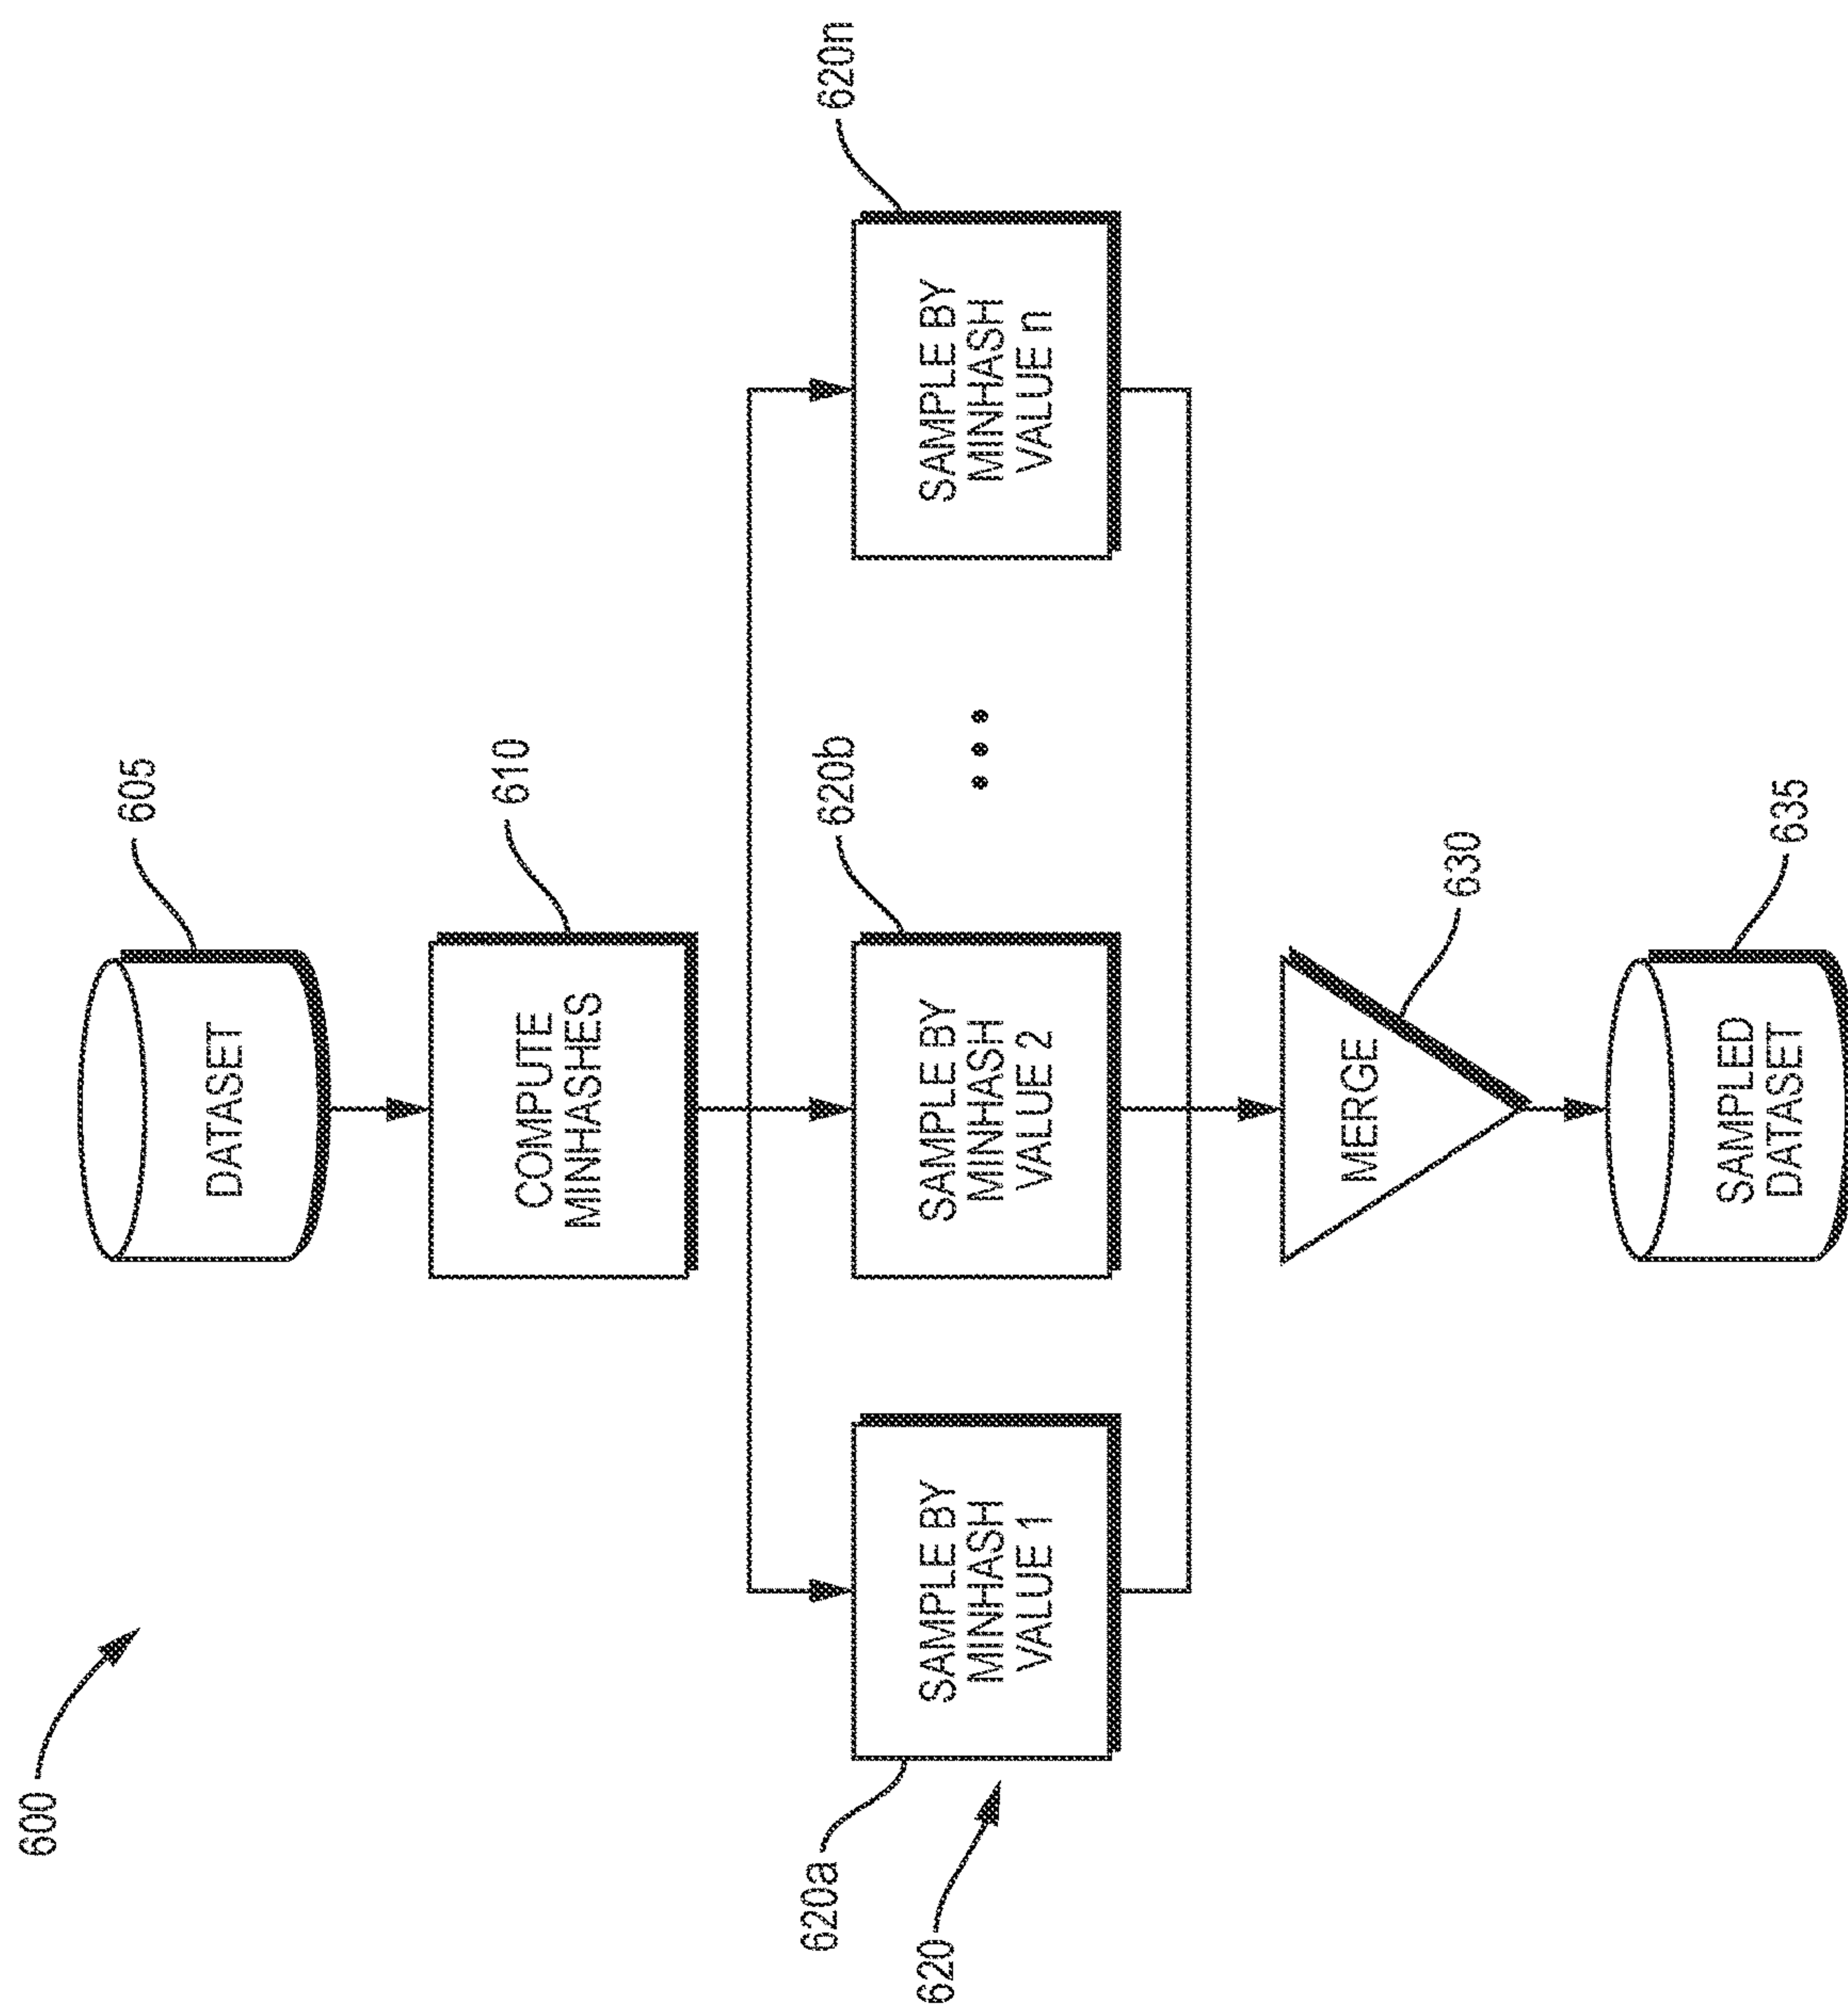 600
DATASET
605
COMPUTE
MINHASHES
610
620a
620
SAMPLE BY
MINHASH
VALUE 1
SAMPLE BY
MINHASH
VALUE 2
620b
...
SAMPLE BY
MINHASH
VALUE n
620n
MERGE
630
SAMPLED
DATASET
635